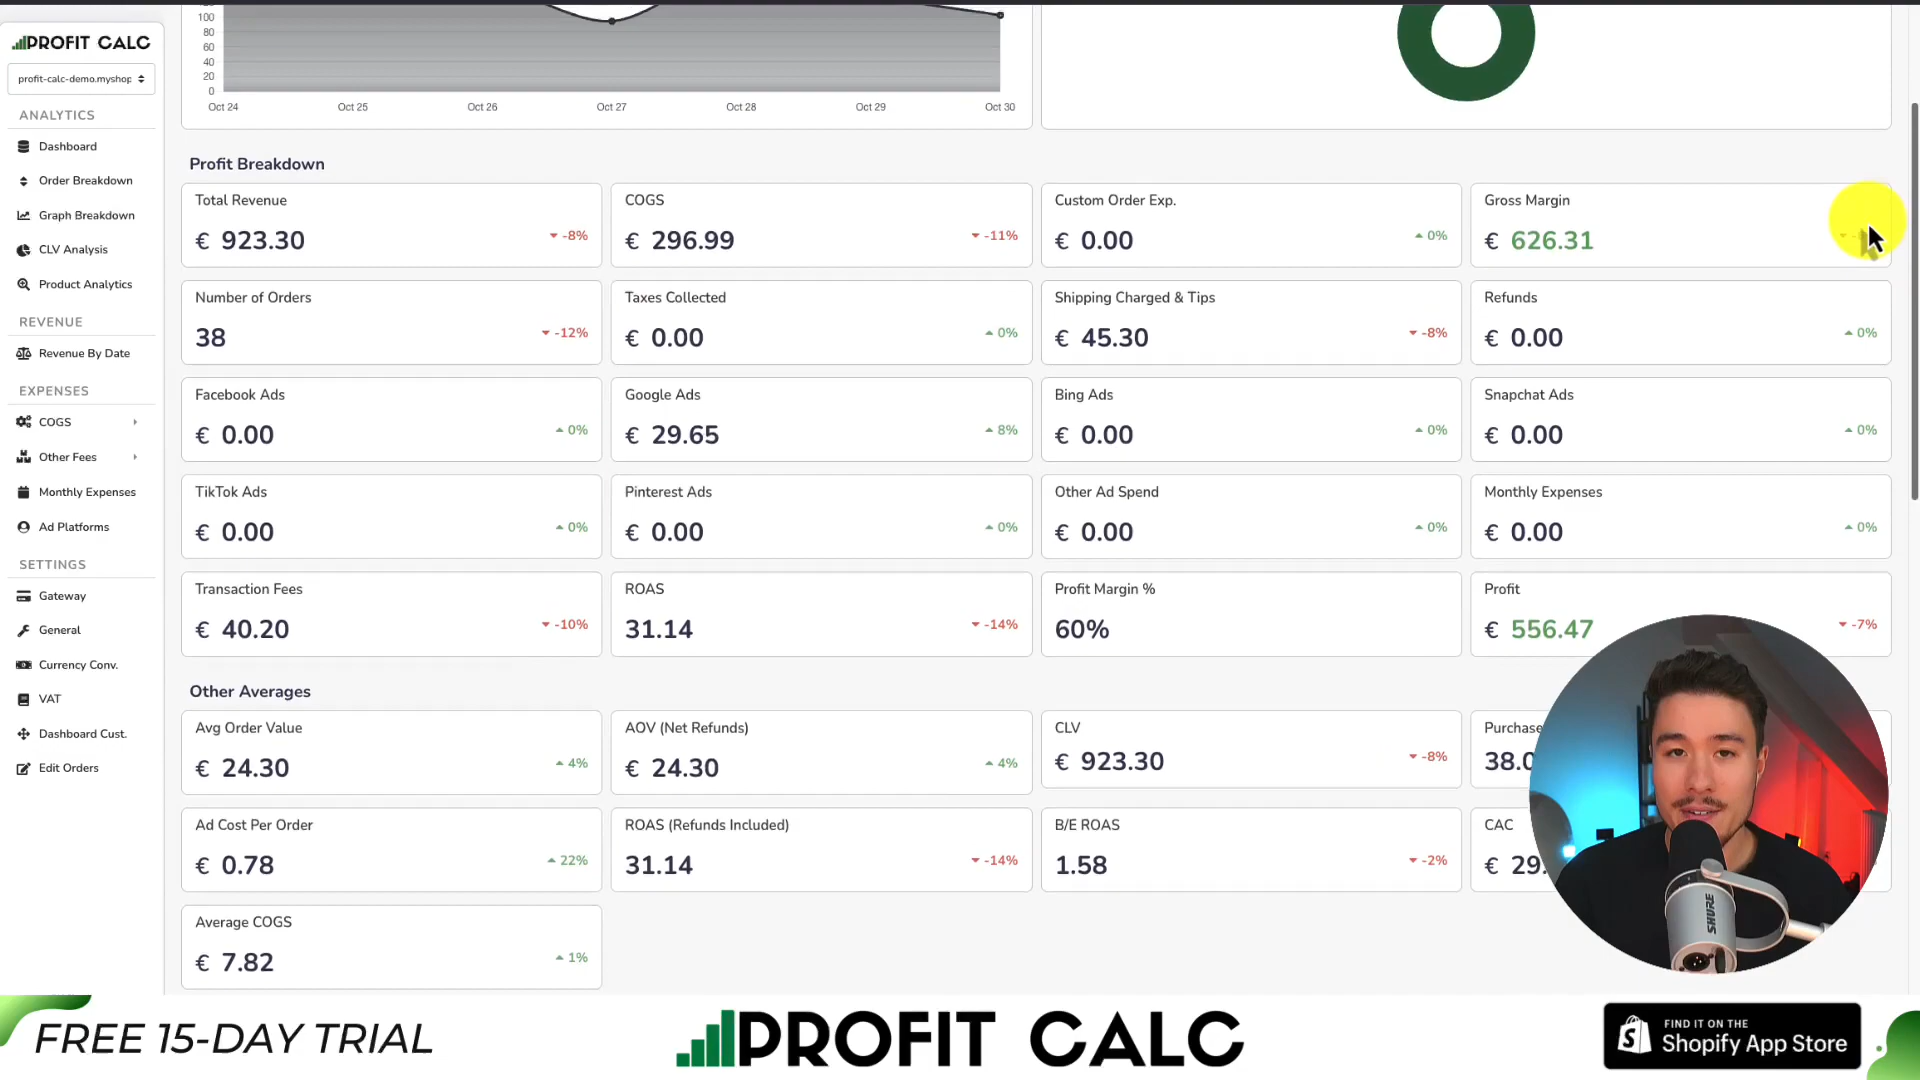 100
80
60
40
20
0
Oct 24
Oct 25
Oct 26
Oct 27
Oct 28
Oct 29
Oct 30
PROFIT CALC
profit-calc-demo.myshop
ANALYTICS
Dashboard
Order Breakdown
Graph Breakdown
CLV Analysis
Product Analytics
REVENUE
Revenue By Date
EXPENSES
COGS
Other Fees
Monthly Expenses
Ad Platforms
SETTINGS
Gateway
General
Currency Conv.
VAT
Dashboard Cust.
Edit Orders
Profit Breakdown
Total Revenue
€ 923.30
-8%
COGS
€ 296.99
-11%
Custom Order Exp.
€ 0.00
0%
Gross Margin
€ 626.31
Number of Orders
38
-12%
Taxes Collected
€ 0.00
0%
Shipping Charged & Tips
€ 45.30
-8%
Refunds
€ 0.00
0%
Facebook Ads
€ 0.00
0%
Google Ads
€ 29.65
8%
Bing Ads
€ 0.00
0%
Snapchat Ads
€ 0.00
0%
TikTok Ads
€ 0.00
0%
Pinterest Ads
€ 0.00
0%
Other Ad Spend
€ 0.00
0%
Monthly Expenses
€ 0.00
0%
Transaction Fees
€ 40.20
-10%
ROAS
31.14
-14%
Profit Margin %
60%
Profit
€ 556.47
-7%
Other Averages
Avg Order Value
€ 24.30
4%
AOV (Net Refunds)
€ 24.30
4%
CLV
€ 923.30
-8%
Purchase
38.0
Ad Cost Per Order
€ 0.78
22%
ROAS (Refunds Included)
31.14
-14%
B/E ROAS
1.58
-2%
CAC
€ 29.
Average COGS
€ 7.82
1%
SHURE
FREE 15-DAY TRIAL
PROFIT CALC
FIND IT ON THE
Shopify App Store